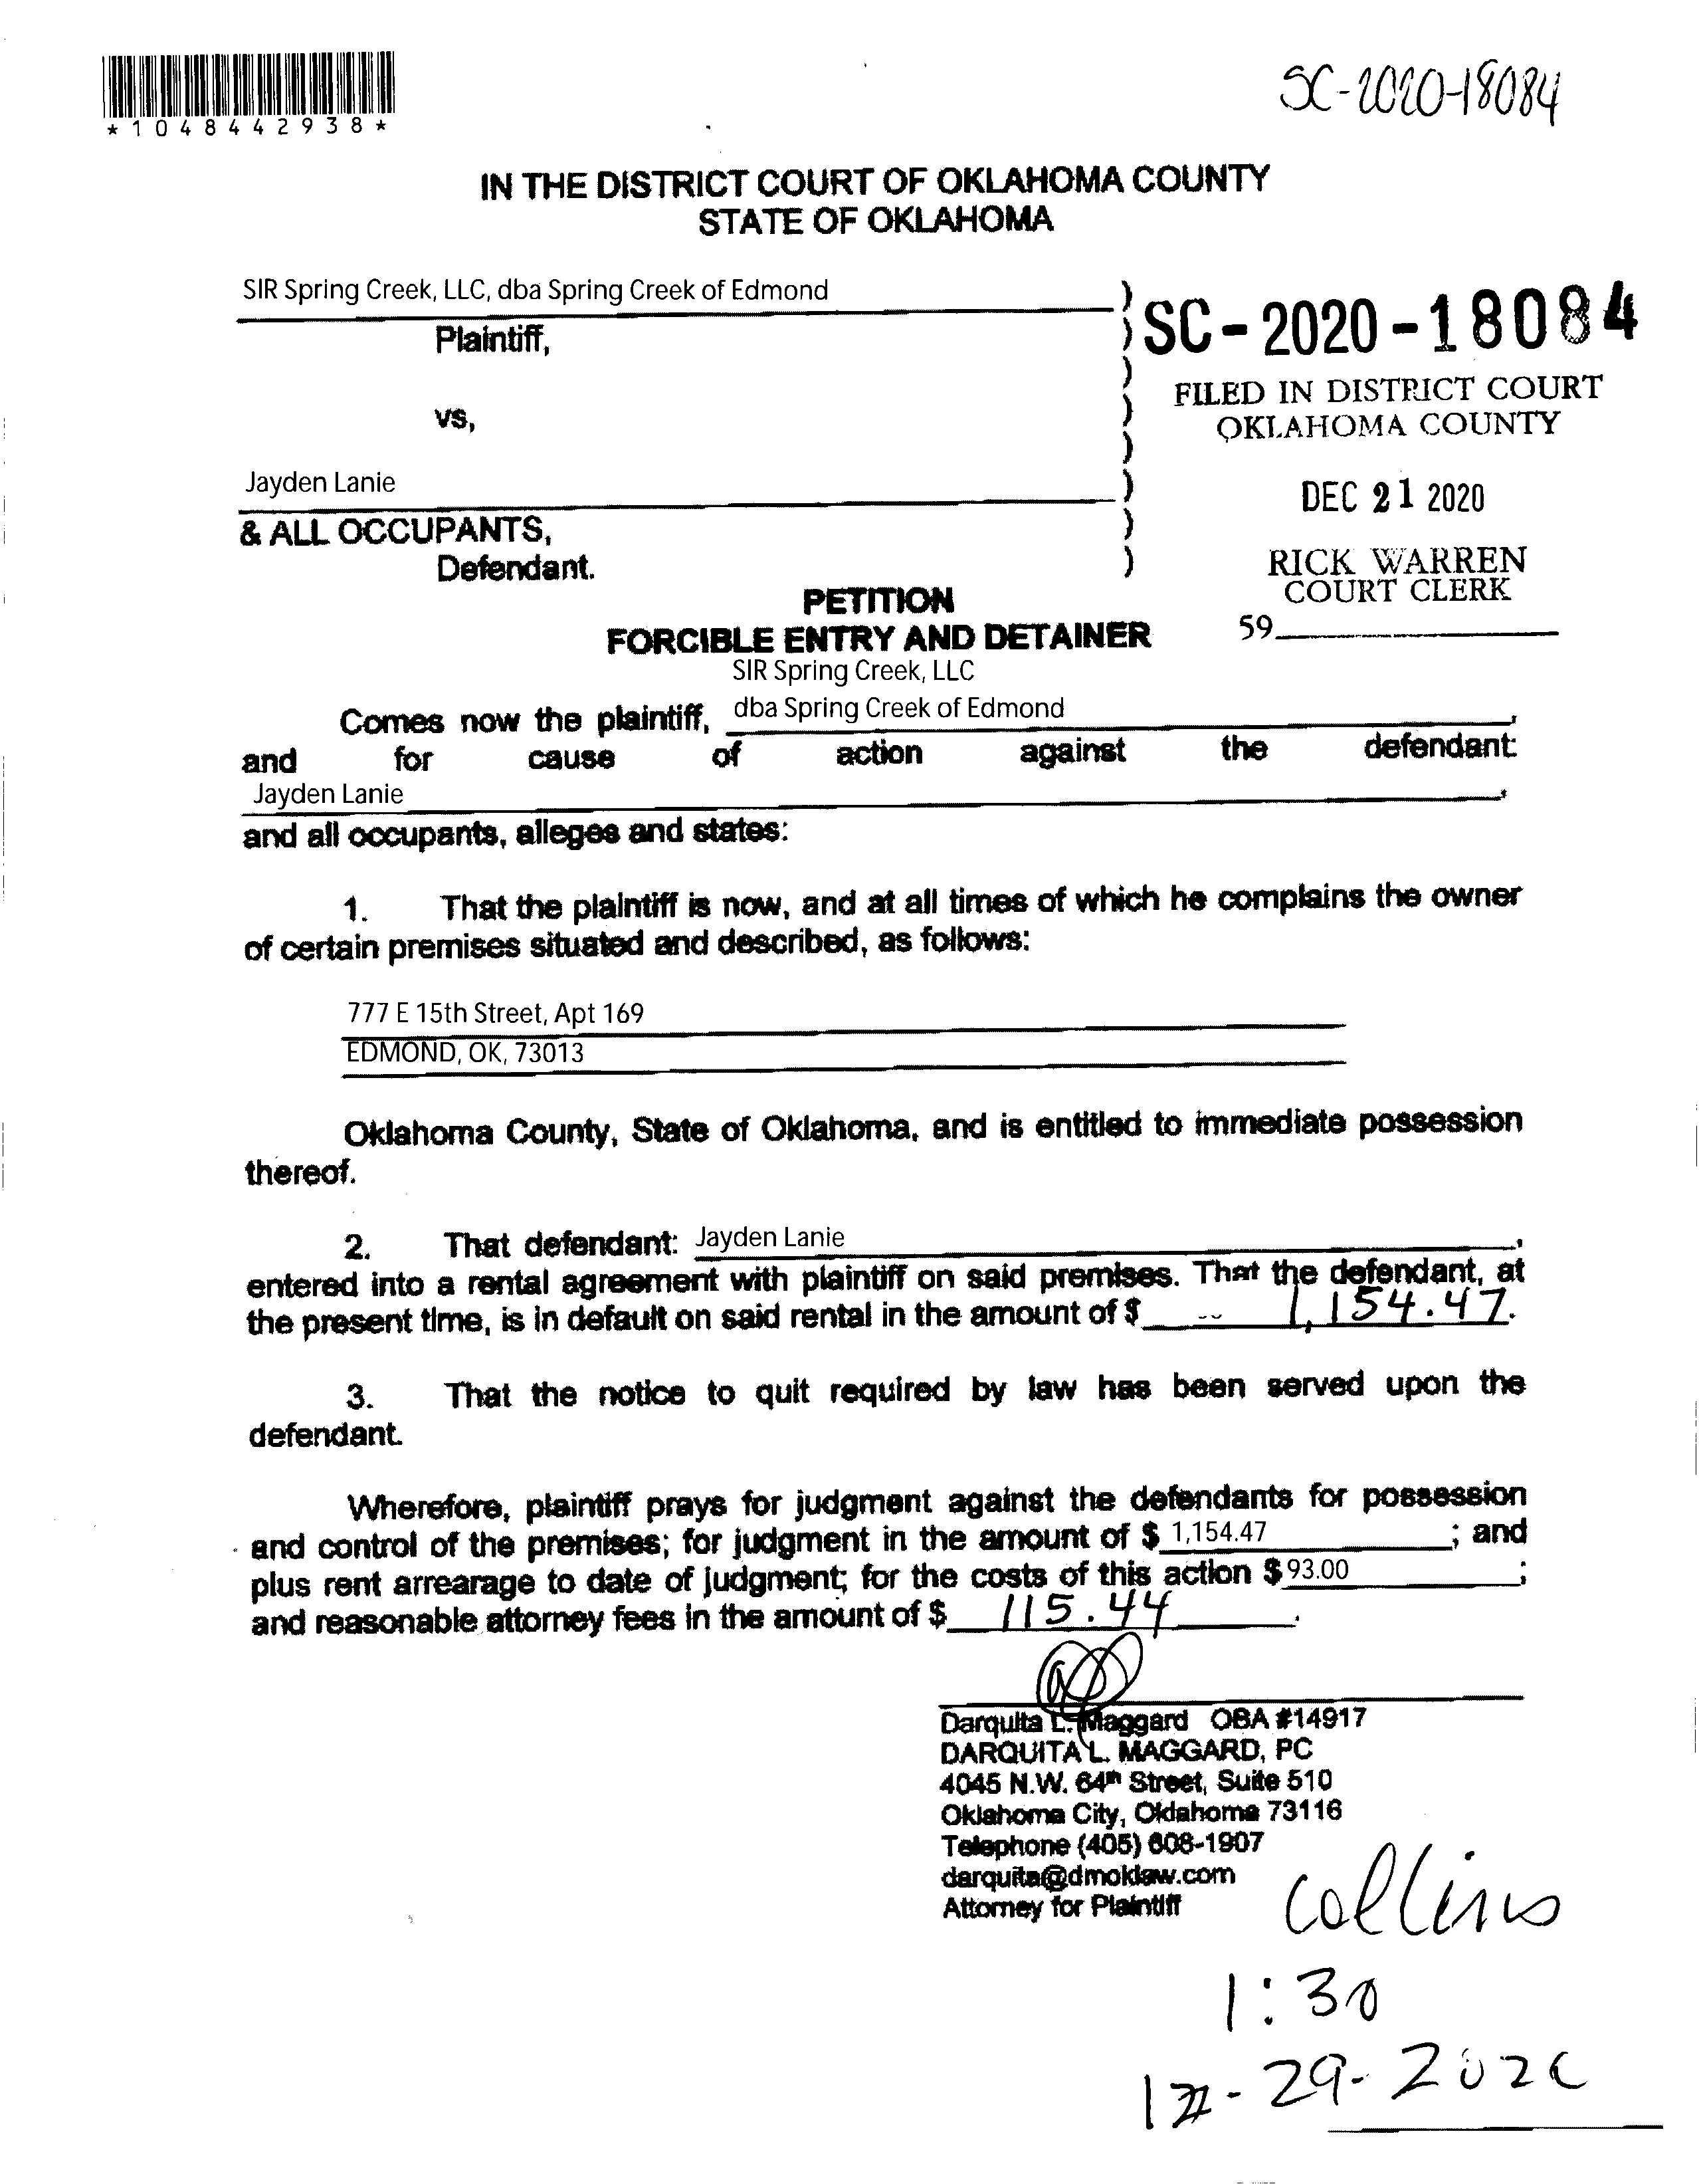 *1048442938*
SC-2020-18084
IN THE DISTRICT COURT OF OKLAHOMA COUNTY
STATE OF OKLAHOMA
SIR Spring Creek, LLC, dba Spring Creek of Edmond )
Plaintiff, ) SC-2020-18084
)
FILED IN DISTRICT COURT
vs, )
OKLAHOMA COUNTY
)
Jayden Lanie )
DEC 21 2020
& ALL OCCUPANTS, )
Defendant. )
RICK WARREN
COURT CLERK
59
PETITION
FORCIBLE ENTRY AND DETAINER
SIR Spring Creek, LLC
Comes now the plaintiff, dba Spring Creek of Edmond,
and for cause of action against the defendant:
Jayden Lanie,
and all occupants, alleges and states:
1. That the plaintiff is now, and at all times of which he complains the owner
of certain premises situated and described, as follows:
777 E 15th Street, Apt 169
EDMOND, OK, 73013
Oklahoma County, State of Oklahoma, and is entitled to immediate possession
thereof.
2. That defendant: Jayden Lanie,
entered into a rental agreement with plaintiff on said premises. That the defendant, at
the present time, is in default on said rental in the amount of $ 1,154.47.
3. That the notice to quit required by law has been served upon the
defendant.
Wherefore, plaintiff prays for judgment against the defendants for possession
and control of the premises; for judgment in the amount of $ 1,154.47 ; and
plus rent arrearage to date of judgment; for the costs of this action $ 93.00 ;
and reasonable attorney fees in the amount of $ 115.44.
Darquita L. Maggard OBA #14917
DARQUITA L. MAGGARD, PC
4045 N.W. 64th Street, Suite 510
Oklahoma City, Oklahoma 73116
Telephone (405) 608-1907
darquita@dmoklaw.com
Attorney for Plaintiff
Collins
1:30
12-29-2020